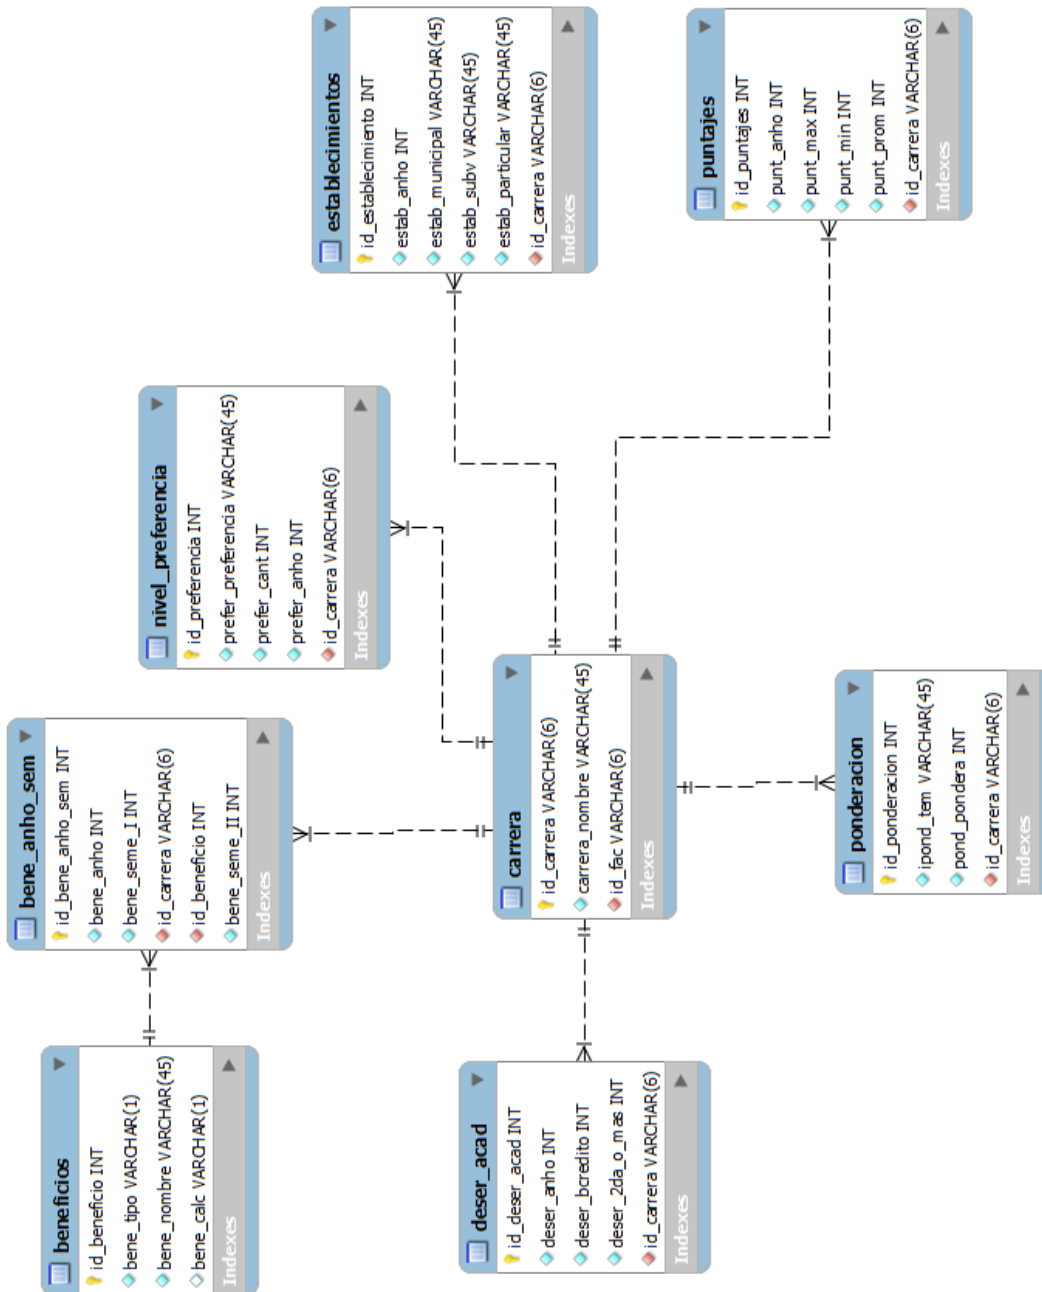 beneficios
id_beneficio INT
bene_tipo VARCHAR(1)
bene_nombre VARCHAR(45)
bene_calc VARCHAR(1)
Indexes
bene_anho_sem
id_bene_anho_sem INT
bene_anho INT
bene_seme_I INT
id_carrera VARCHAR(6)
id_beneficio INT
bene_seme_II INT
Indexes
nivel_preferencia
id_preferencia INT
prefer_preferencia VARCHAR(45)
prefer_cant INT
prefer_anho INT
id_carrera VARCHAR(6)
Indexes
establecimientos
id_establecimiento INT
estab_anho INT
estab_municipal VARCHAR(45)
estab_subv VARCHAR(45)
estab_particular VARCHAR(45)
id_carrera VARCHAR(6)
Indexes
deser_acad
id_deser_acad INT
deser_anho INT
deser_bcredito INT
deser_2da_o_mas INT
id_carrera VARCHAR(6)
Indexes
carrera
id_carrera VARCHAR(6)
carrera_nombre VARCHAR(45)
id_fac VARCHAR(6)
Indexes
puntajes
id_puntajes INT
punt_anho INT
punt_max INT
punt_min INT
punt_prom INT
id_carrera VARCHAR(6)
Indexes
ponderacion
id_ponderacion INT
ipond_tem VARCHAR(45)
pond_pondera INT
id_carrera VARCHAR(6)
Indexes